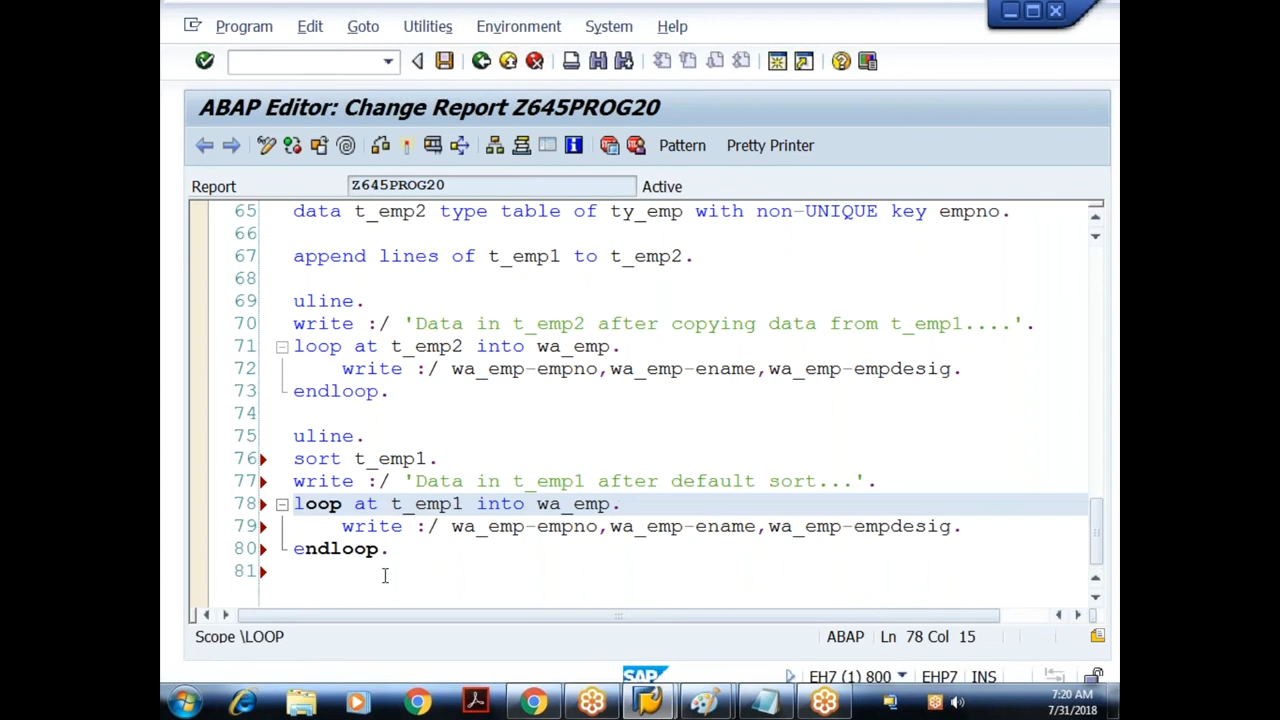 Program Edit Goto Utilities Environment System Help
ABAP Editor: Change Report Z645PROG20
Pattern Pretty Printer
Report Z645PROG20 Active
65 data t_emp2 type table of ty_emp with non-UNIQUE key empno.
66
67 append lines of t_emp1 to t_emp2.
68
69 uline.
70 write :/ 'Data in t_emp2 after copying data from t_emp1....'.
71 loop at t_emp2 into wa_emp.
72 write :/ wa_emp-empno,wa_emp-ename,wa_emp-empdesig.
73 endloop.
74
75 uline.
76 sort t_emp1.
77 write :/ 'Data in t_emp1 after default sort...'.
78 loop at t_emp1 into wa_emp.
79 write :/ wa_emp-empno,wa_emp-ename,wa_emp-empdesig.
80 endloop.
81
Scope \LOOP ABAP Ln 78 Col 15
SAP EH7 (1) 800 EHP7 INS
7:20 AM
7/31/2018